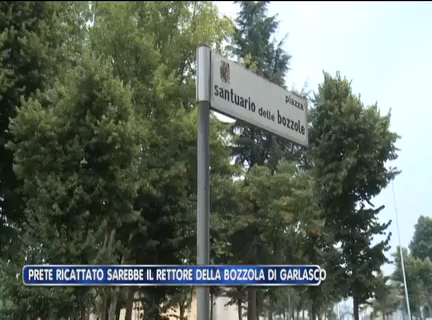 piazza
santuario delle bozzole
PRETE RICATTATO SAREBBE IL RETTORE DELLA BOZZOLA DI GARLASCO